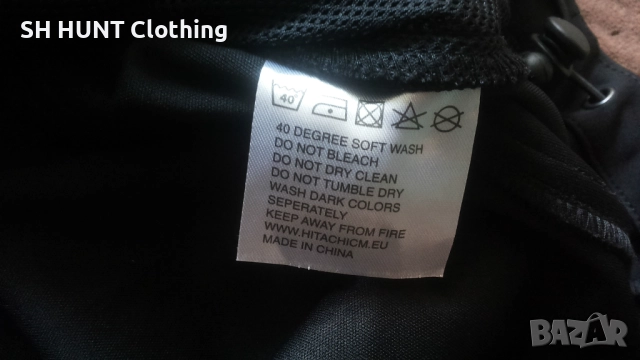 SH HUNT Clothing
40
40 DEGREE SOFT WASH
DO NOT BLEACH
DO NOT DRY CLEAN
DO NOT TUMBLE DRY
WASH DARK COLORS
SEPERATELY
KEEP AWAY FROM FIRE
WWW.HITACHICM.EU
MADE IN CHINA
BAZAR